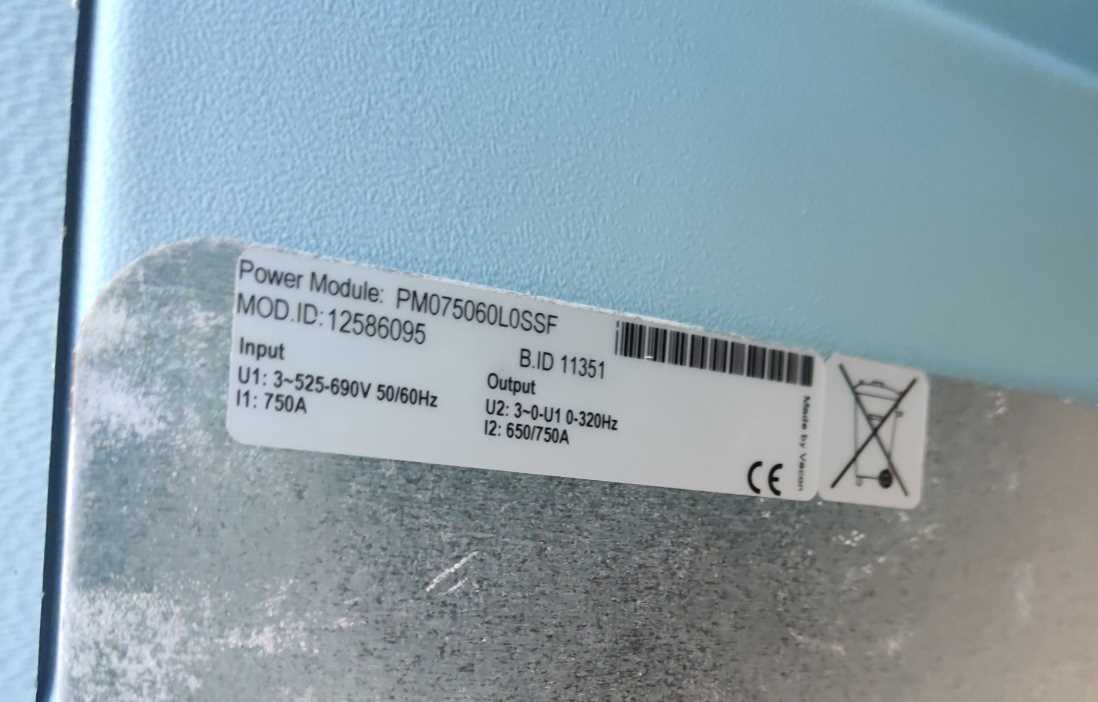 Power Module: PM075060L0SSF
MOD.ID:12586095
B.ID 11351
Input
U1: 3~525-690V 50/60Hz
I1: 750A
Output
U2: 3~0-U1 0-320Hz
I2: 650/750A
Made by Vacon
CE